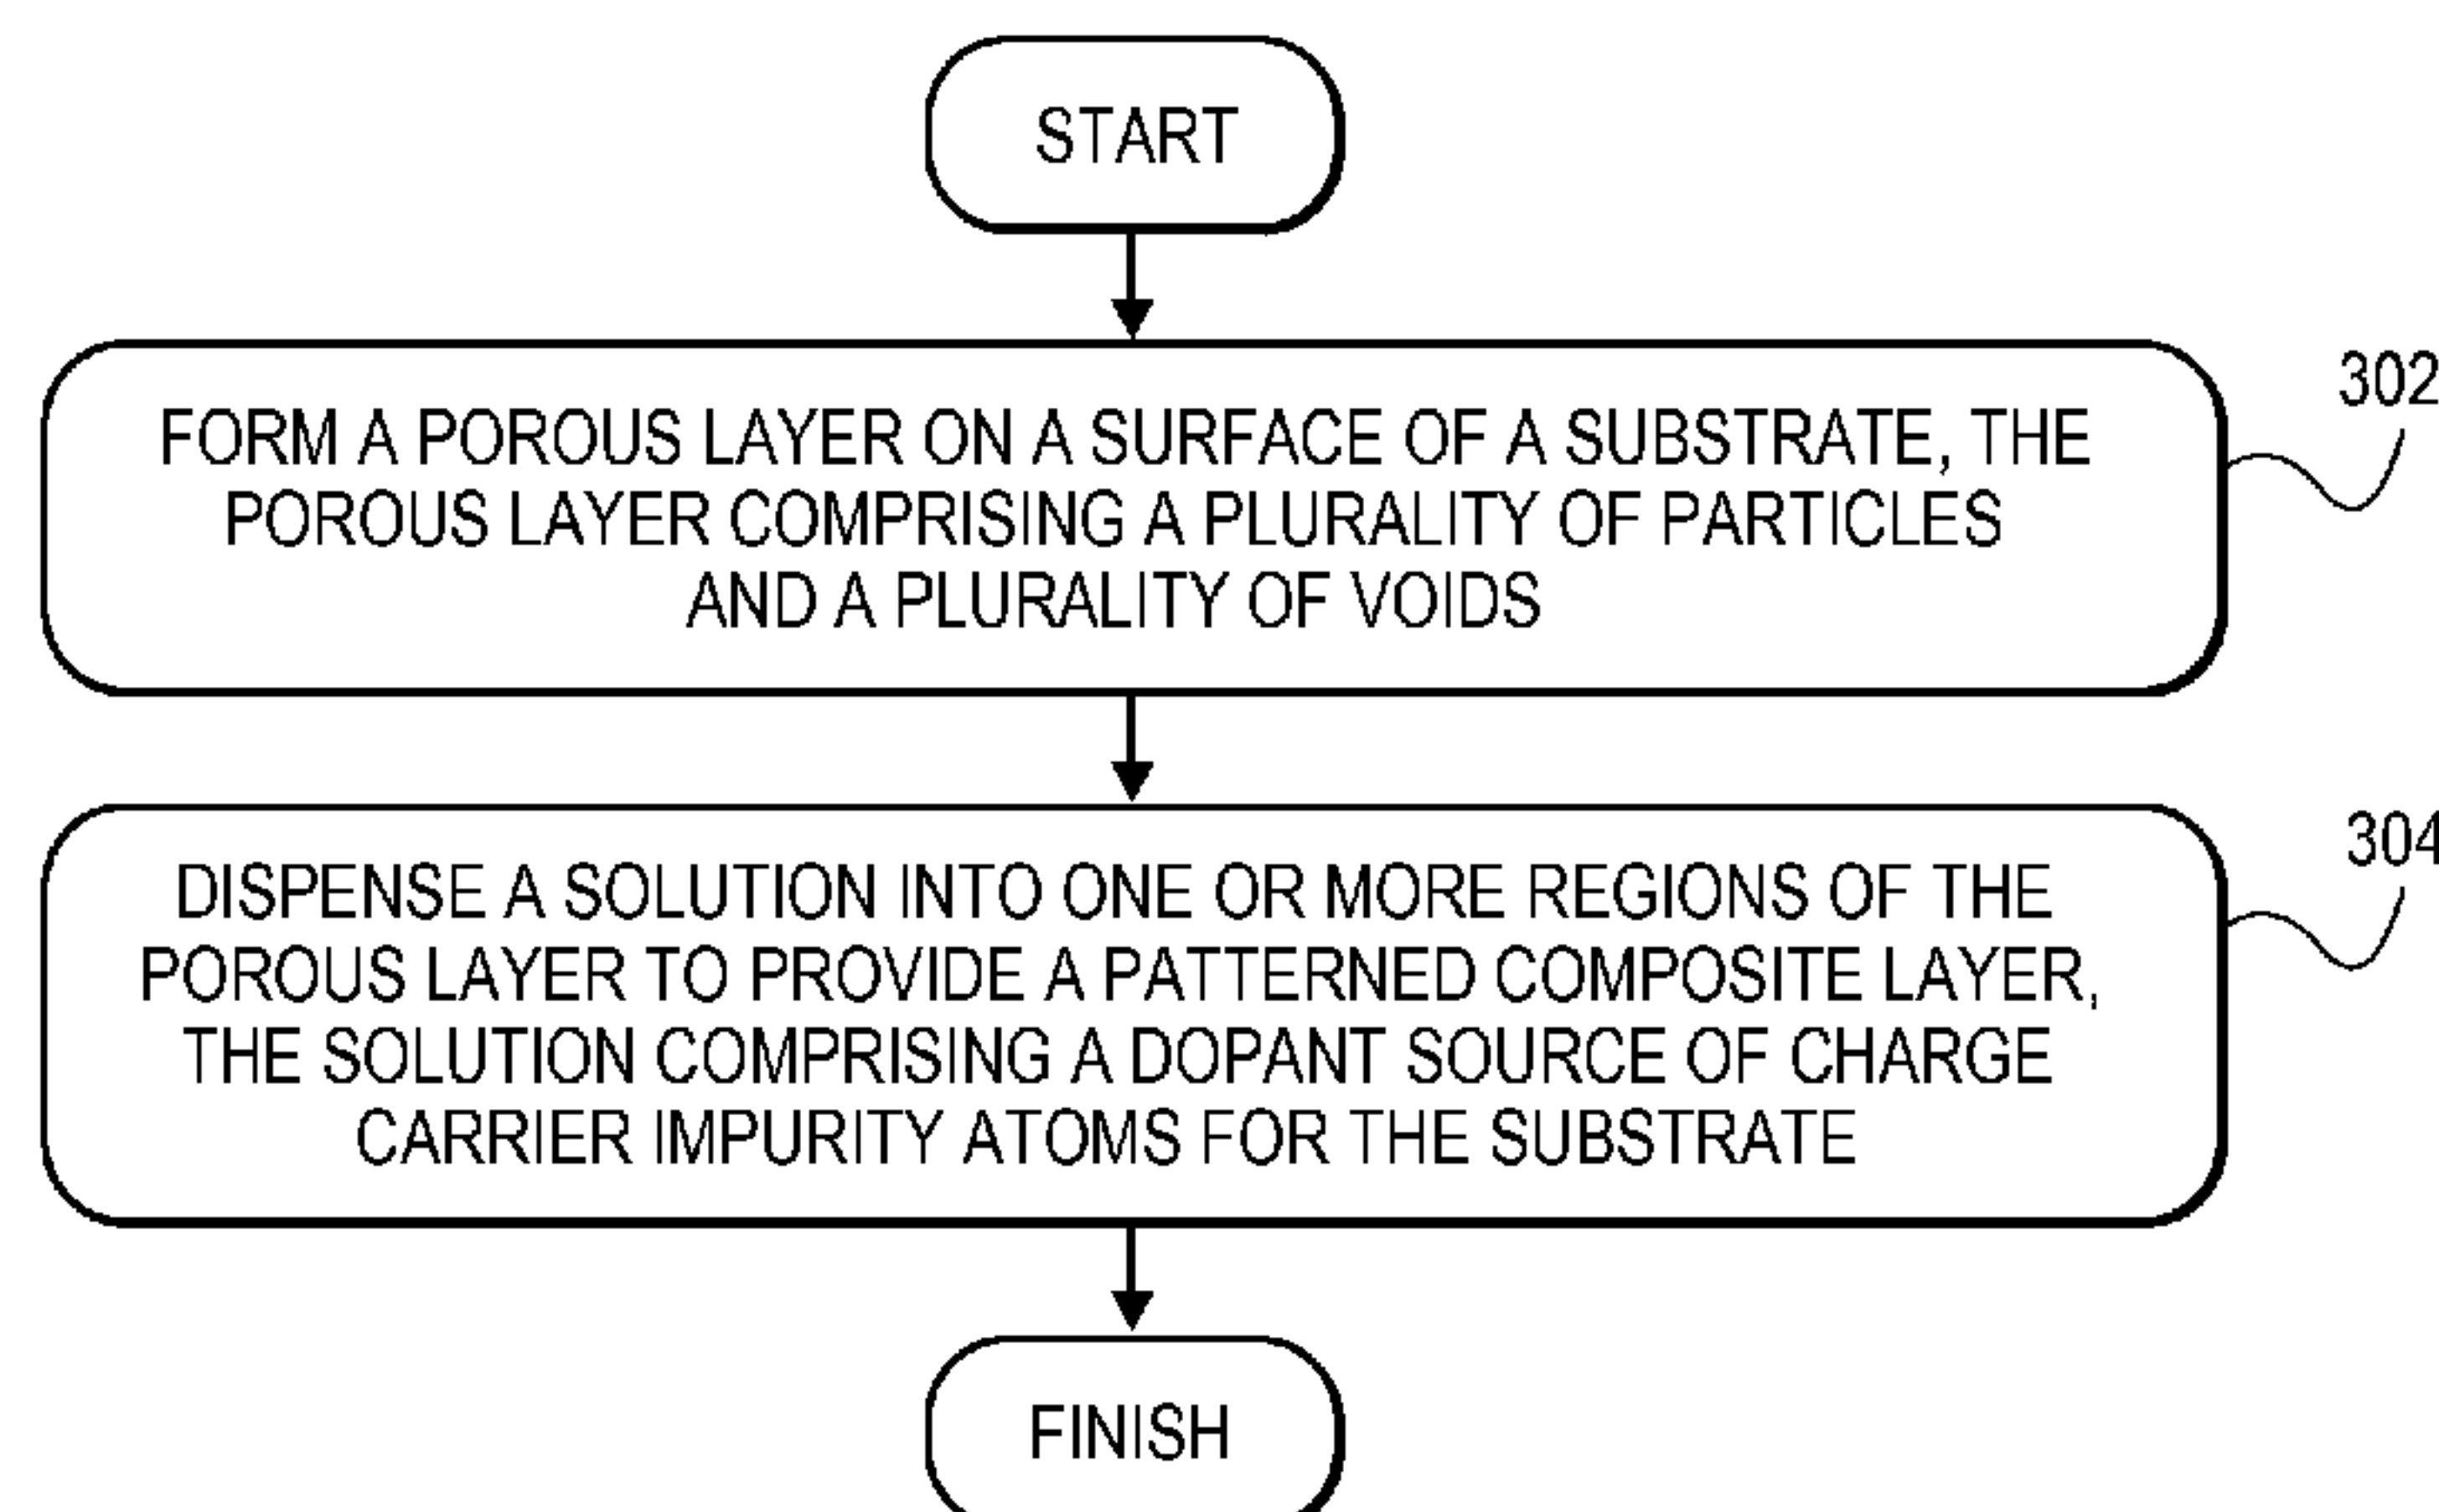 START
302
FORM A POROUS LAYER ON A SURFACE OF A SUBSTRATE, THE
POROUS LAYER COMPRISING A PLURALITY OF PARTICLES
AND A PLURALITY OF VOIDS
304
DISPENSE A SOLUTION INTO ONE OR MORE REGIONS OF THE
POROUS LAYER TO PROVIDE A PATTERNED COMPOSITE LAYER,
THE SOLUTION COMPRISING A DOPANT SOURCE OF CHARGE
CARRIER IMPURITY ATOMS FOR THE SUBSTRATE
FINISH